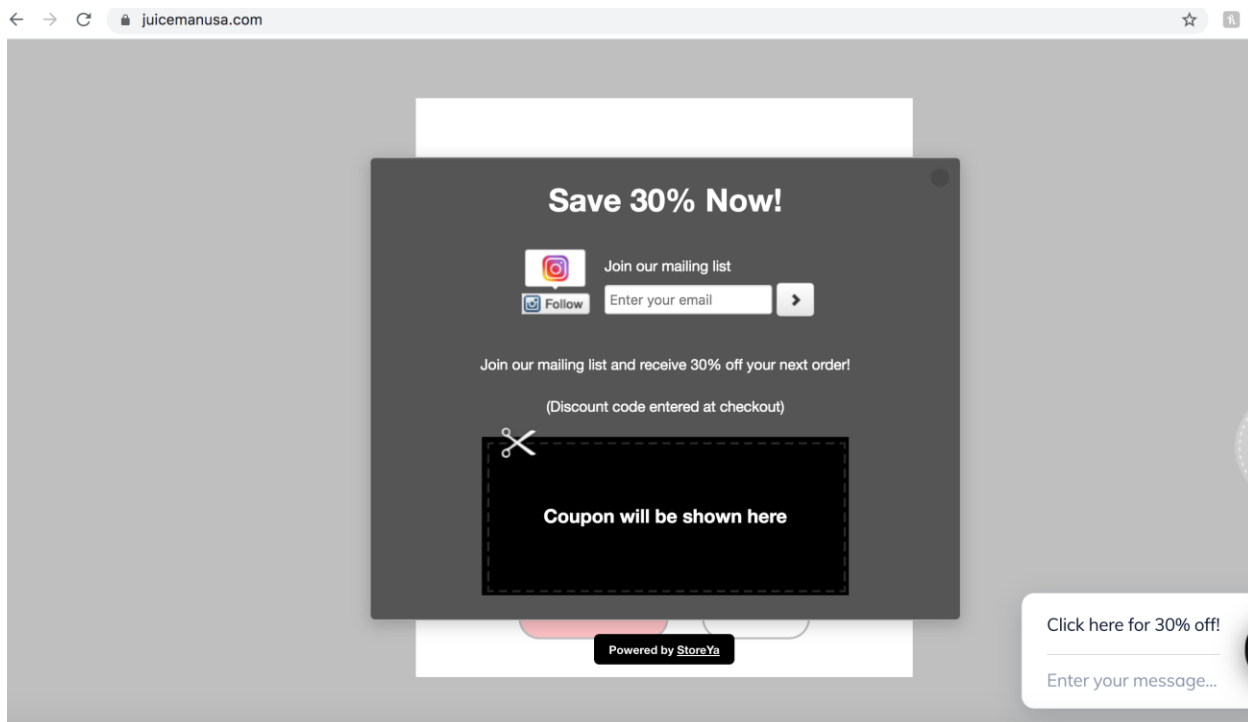 juicemanusa.com
Save 30% Now!
Join our mailing list
Follow
Enter your email
Join our mailing list and receive 30% off your next order!
(Discount code entered at checkout)
Coupon will be shown here
Powered by StoreYa
Click here for 30% off!
Enter your message...